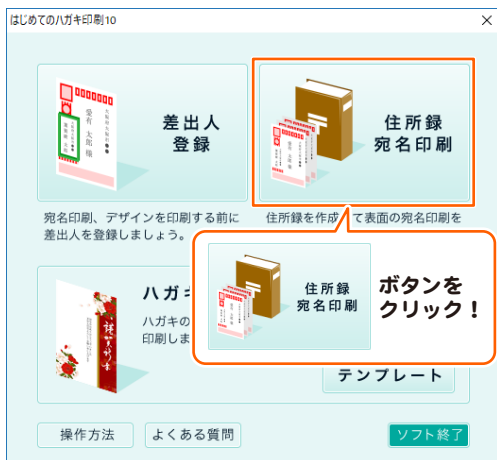 はじめてのハガキ印刷10
差出人
登録
住所録
宛名印刷
宛名印刷、デザインを印刷する前に
差出人を登録しましょう。
住所録を作成
て表面の宛名印刷を
住所録
宛名印刷
ボタンを
クリック！
ハガキ
ハガキの
印刷しま
謹賀新年
テンプレート
操作方法
よくある質問
ソフト終了